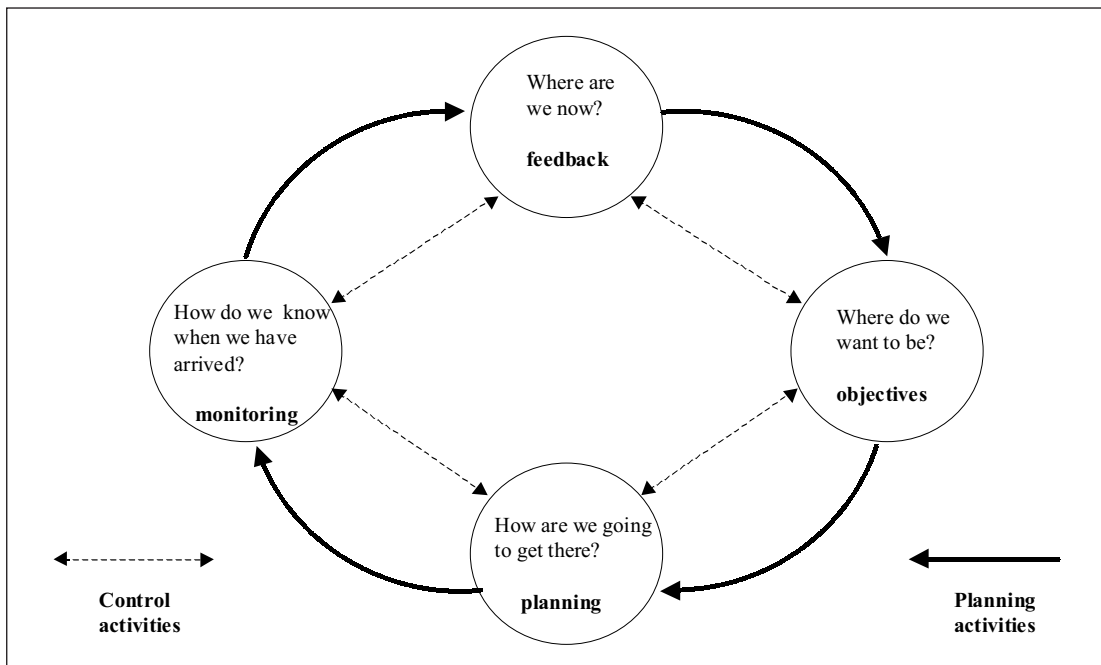 Where are
we now?
feedback
How do we know
when we have
arrived?
monitoring
Where do we
want to be?
objectives
How are we going
to get there?
planning
Control
activities
Planning
activities